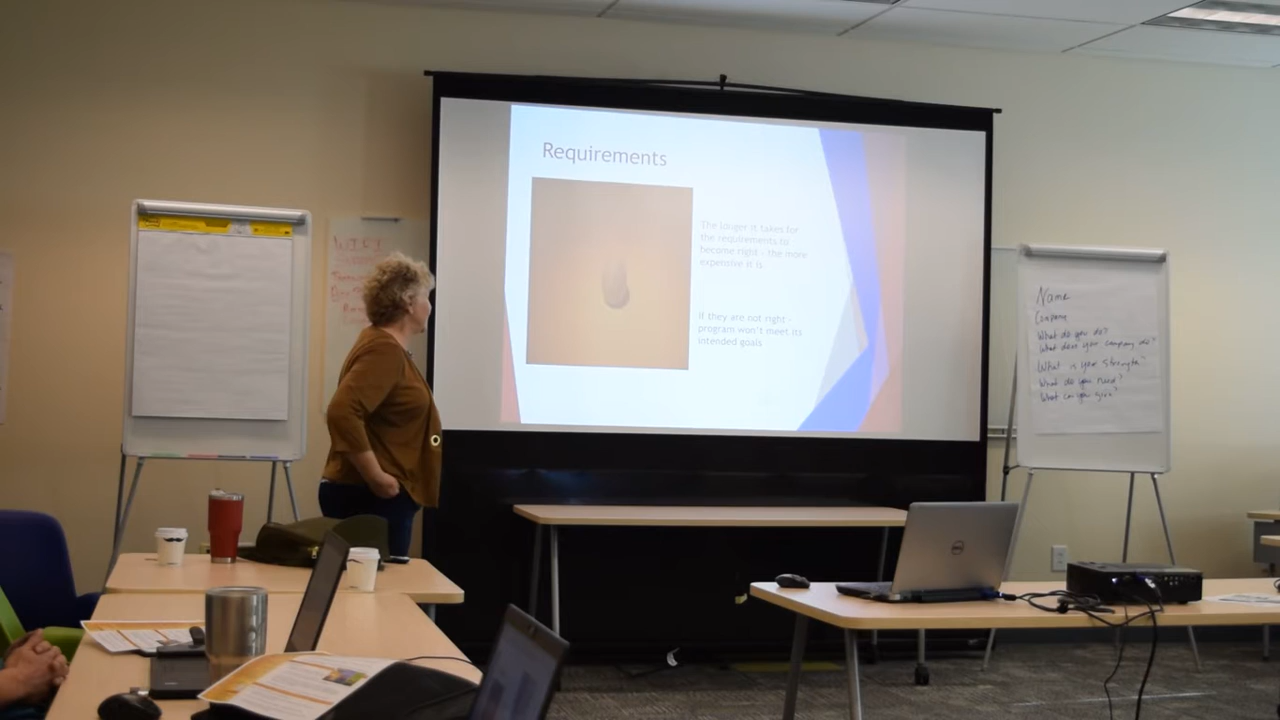 Requirements
The longer it takes for
the requirements to
become right - the more
expensive it is
If they are not right -
program won't meet its
intended goals
Name
Company
What do you do?
What does your company do?
What is your strength?
What do you need?
What can you give?
DELL